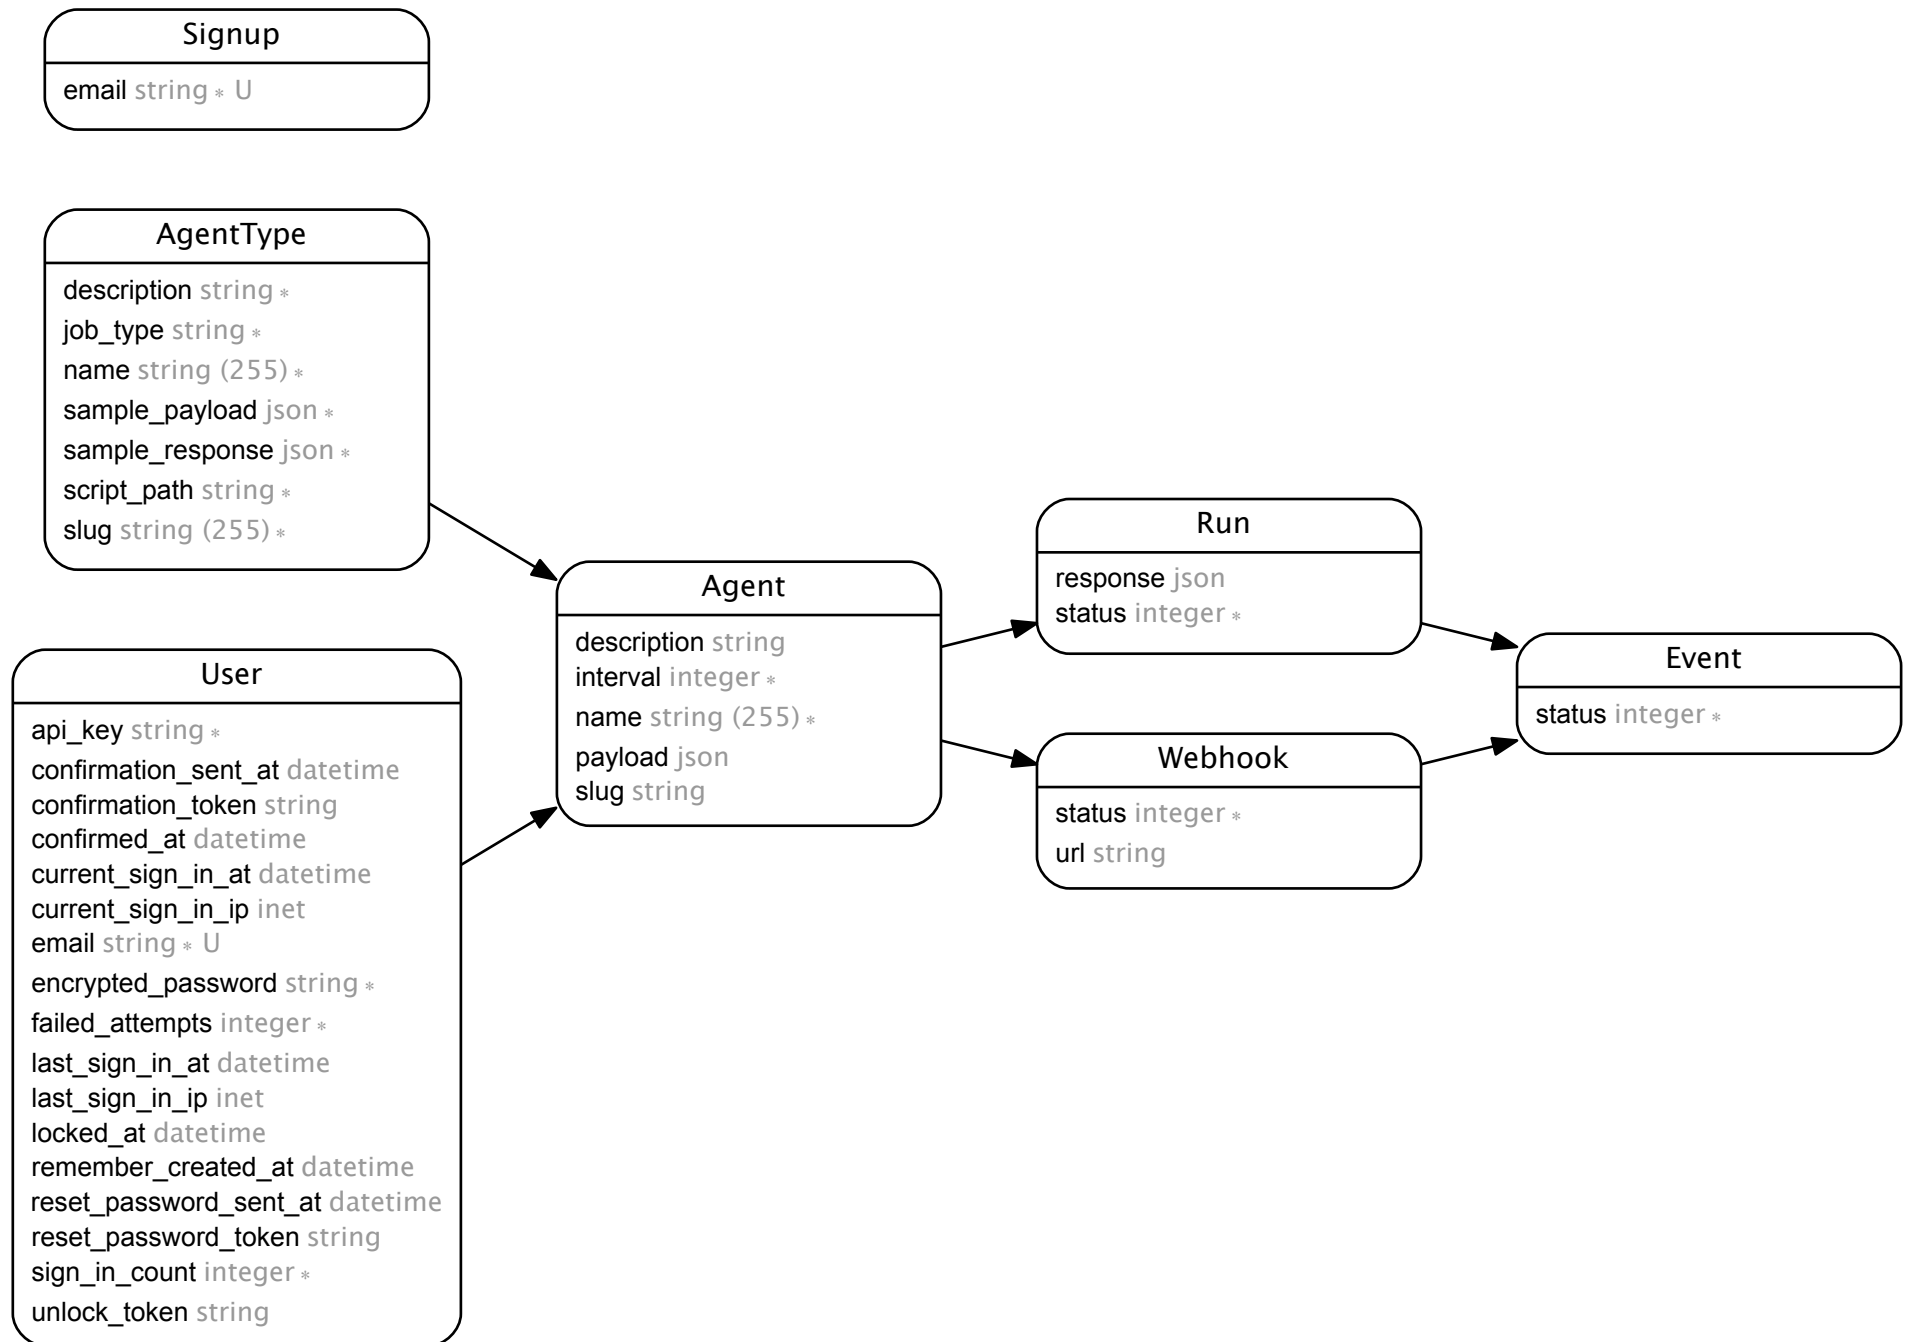 Signup
email string * U
AgentType
description string *
job_type string *
name string (255) *
sample_payload json *
sample_response json *
script_path string *
slug string (255) *
User
api_key string *
confirmation_sent_at datetime
confirmation_token string
confirmed_at datetime
current_sign_in_at datetime
current_sign_in_ip inet
email string * U
encrypted_password string *
failed_attempts integer *
last_sign_in_at datetime
last_sign_in_ip inet
locked_at datetime
remember_created_at datetime
reset_password_sent_at datetime
reset_password_token string
sign_in_count integer *
unlock_token string
Agent
description string
interval integer *
name string (255) *
payload json
slug string
Run
response json
status integer *
Webhook
status integer *
url string
Event
status integer *